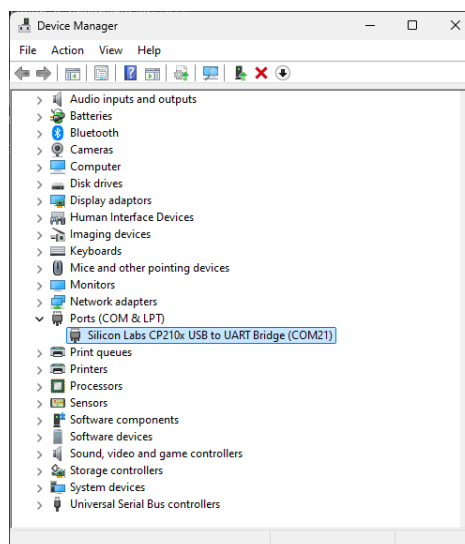 Device Manager
File Action View Help
Audio inputs and outputs
Batteries
Bluetooth
Cameras
Computer
Disk drives
Display adaptors
Human Interface Devices
Imaging devices
Keyboards
Mice and other pointing devices
Monitors
Network adapters
Ports (COM & LPT)
Silicon Labs CP210x USB to UART Bridge (COM21)
Print queues
Printers
Processors
Sensors
Software components
Software devices
Sound, video and game controllers
Storage controllers
System devices
Universal Serial Bus controllers